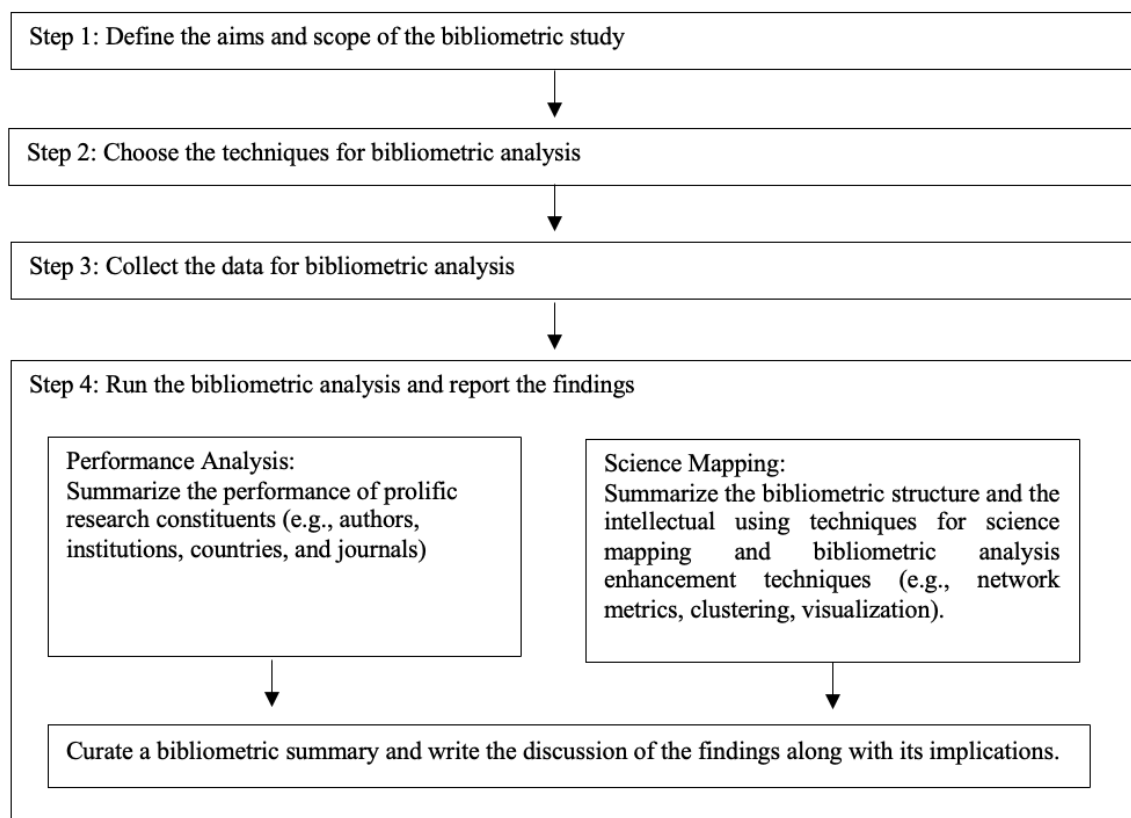 Step 1: Define the aims and scope of the bibliometric study
Step 2: Choose the techniques for bibliometric analysis
Step 3: Collect the data for bibliometric analysis
Step 4: Run the bibliometric analysis and report the findings
Performance Analysis:
Summarize the performance of prolific
research constituents (e.g., authors,
institutions, countries, and journals)
Science Mapping:
Summarize the bibliometric structure and the
intellectual using techniques for science
mapping and bibliometric analysis
enhancement techniques (e.g., network
metrics, clustering, visualization).
Curate a bibliometric summary and write the discussion of the findings along with its implications.